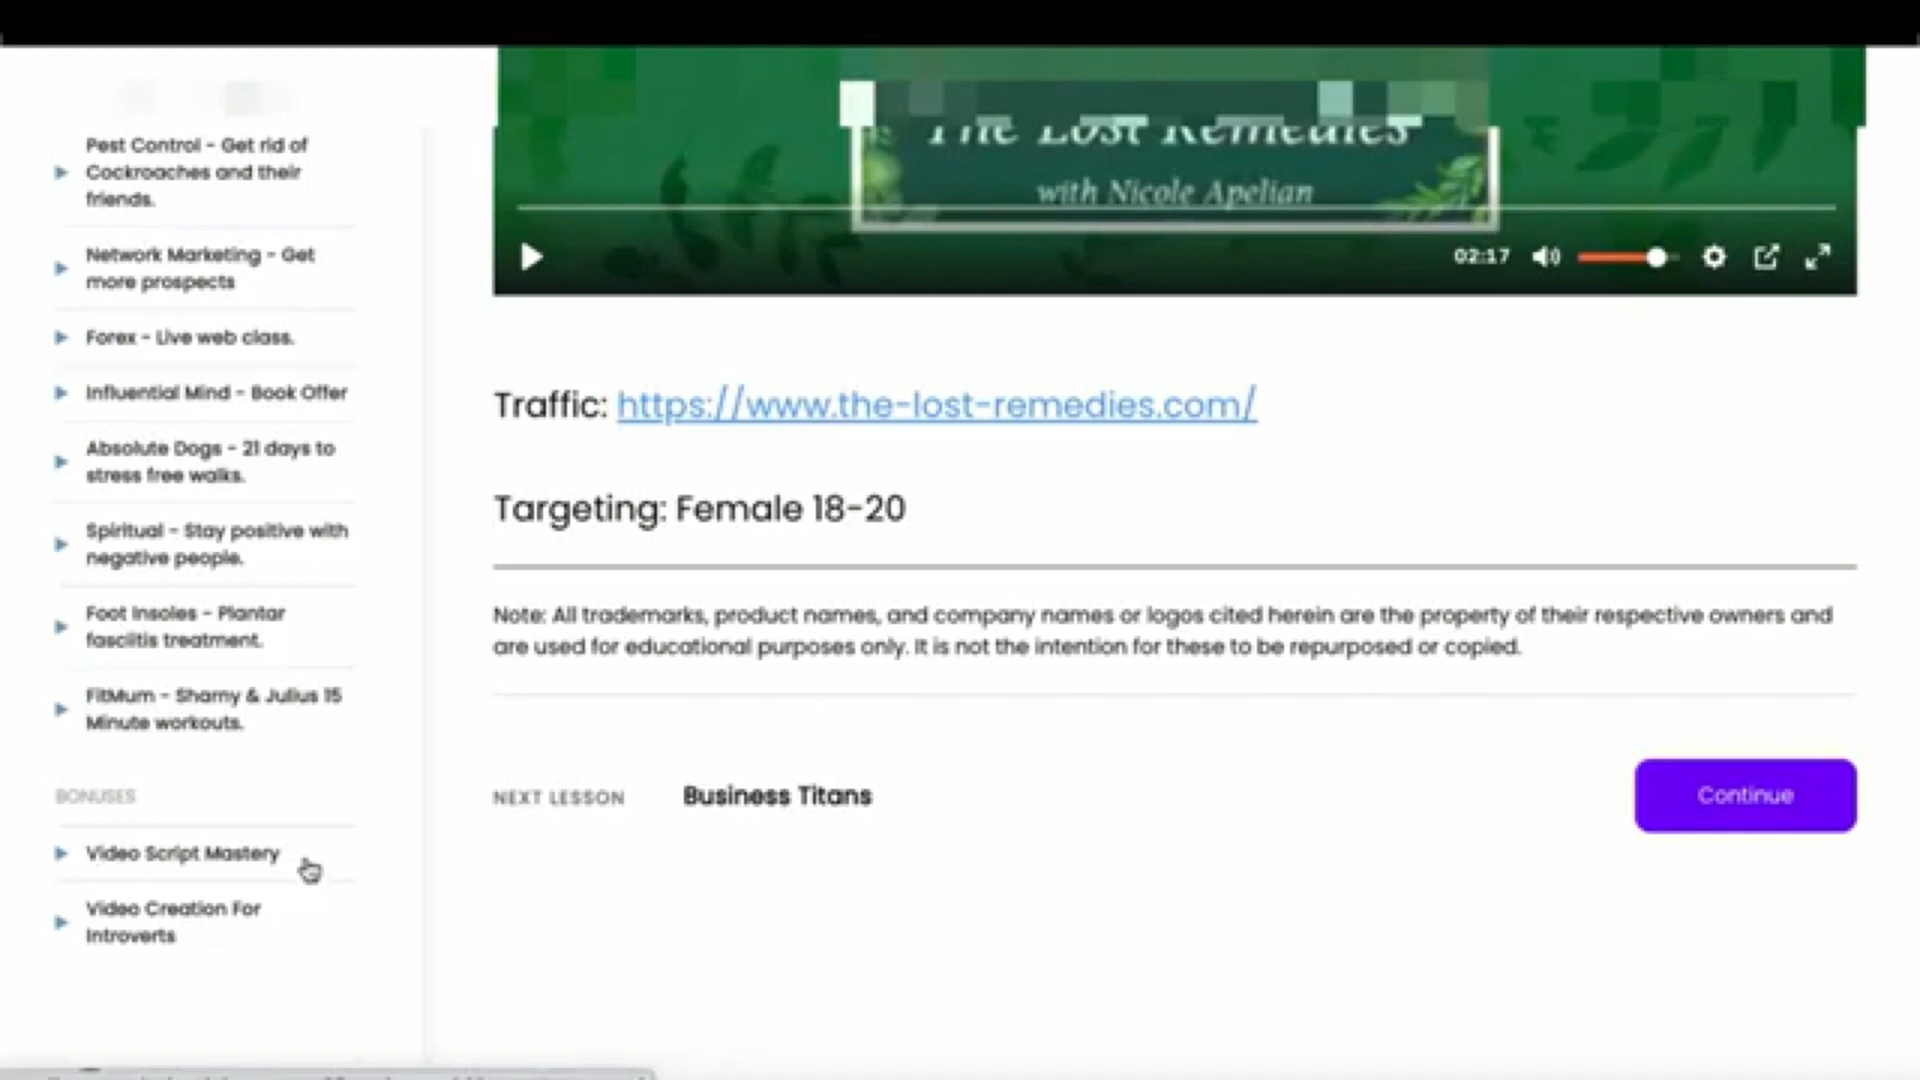 Pest Control - Get rid of
Cockroaches and their
friends.
Network Marketing - Get
more prospects
Forex - Live web class.
Influential Mind - Book Offer
Absolute Dogs - 21 days to
stress free walks.
Spiritual - Stay positive with
negative people.
Foot Insoles - Plantar
fasciitis treatment.
FitMum - Sharny & Julius 15
Minute workouts.
BONUSES
Video Script Mastery
Video Creation For
Introverts
The Lost Remedies
with Nicole Apelian
02:17
Traffic: https://www.the-lost-remedies.com/
Targeting: Female 18-20
Note: All trademarks, product names, and company names or logos cited herein are the property of their respective owners and
are used for educational purposes only. It is not the intention for these to be repurposed or copied.
NEXT LESSON Business Titans
Continue